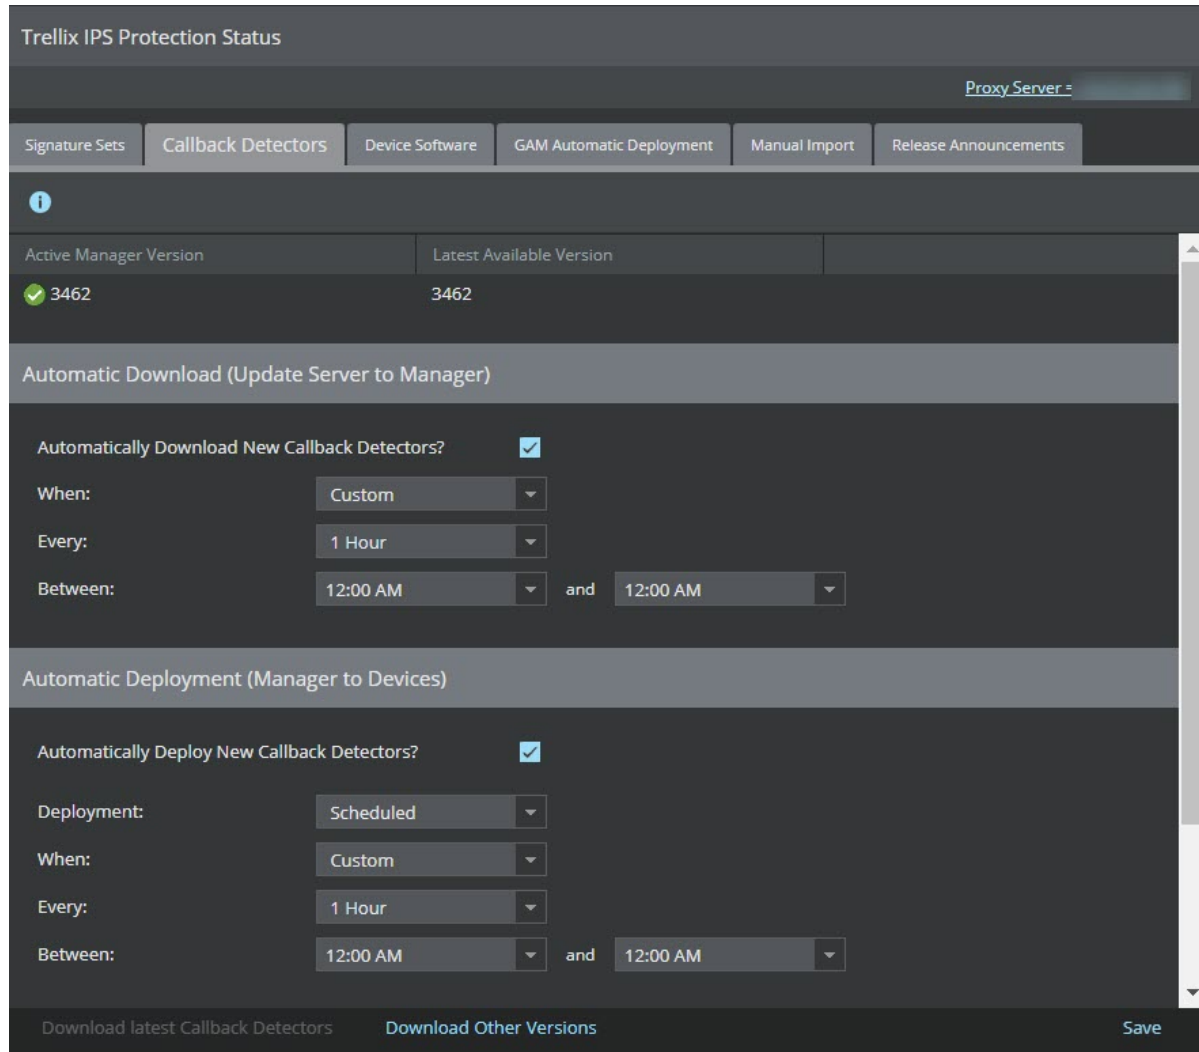 Trellix IPS Protection Status
Proxy Server =
Signature Sets Callback Detectors Device Software GAM Automatic Deployment Manual Import Release Announcements
Active Manager Version Latest Available Version
3462 3462
Automatic Download (Update Server to Manager)
Automatically Download New Callback Detectors?
When: Custom
Every: 1 Hour
Between: 12:00 AM and 12:00 AM
Automatic Deployment (Manager to Devices)
Automatically Deploy New Callback Detectors?
Deployment: Scheduled
When: Custom
Every: 1 Hour
Between: 12:00 AM and 12:00 AM
Download latest Callback Detectors Download Other Versions Save